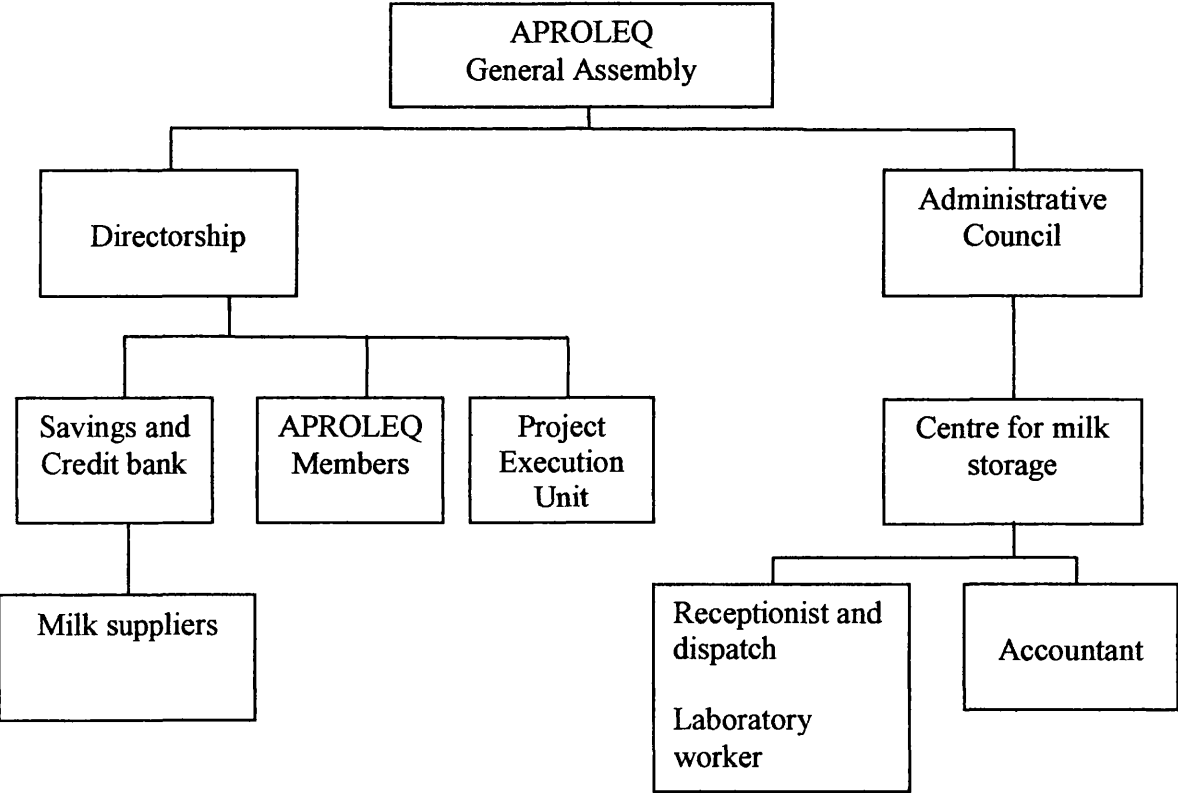 APROLEQ
General Assembly
Directorship
Administrative
Council
Savings and
Credit bank
APROLEQ
Members
Project
Execution
Unit
Centre for milk
storage
Milk suppliers
Receptionist and
dispatch
Laboratory
worker
Accountant